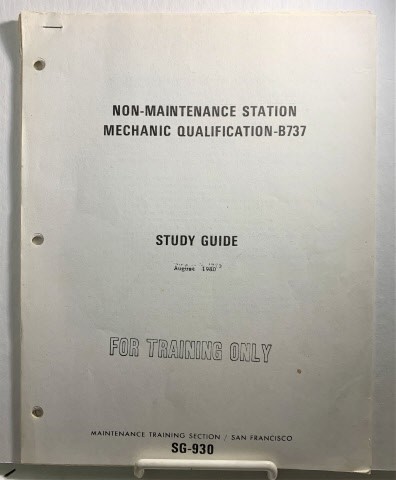 NON-MAINTENANCE STATION
MECHANIC QUALIFICATION-B737
STUDY GUIDE
August 1980
FOR TRAINING ONLY
MAINTENANCE TRAINING SECTION / SAN FRANCISCO
SG-930